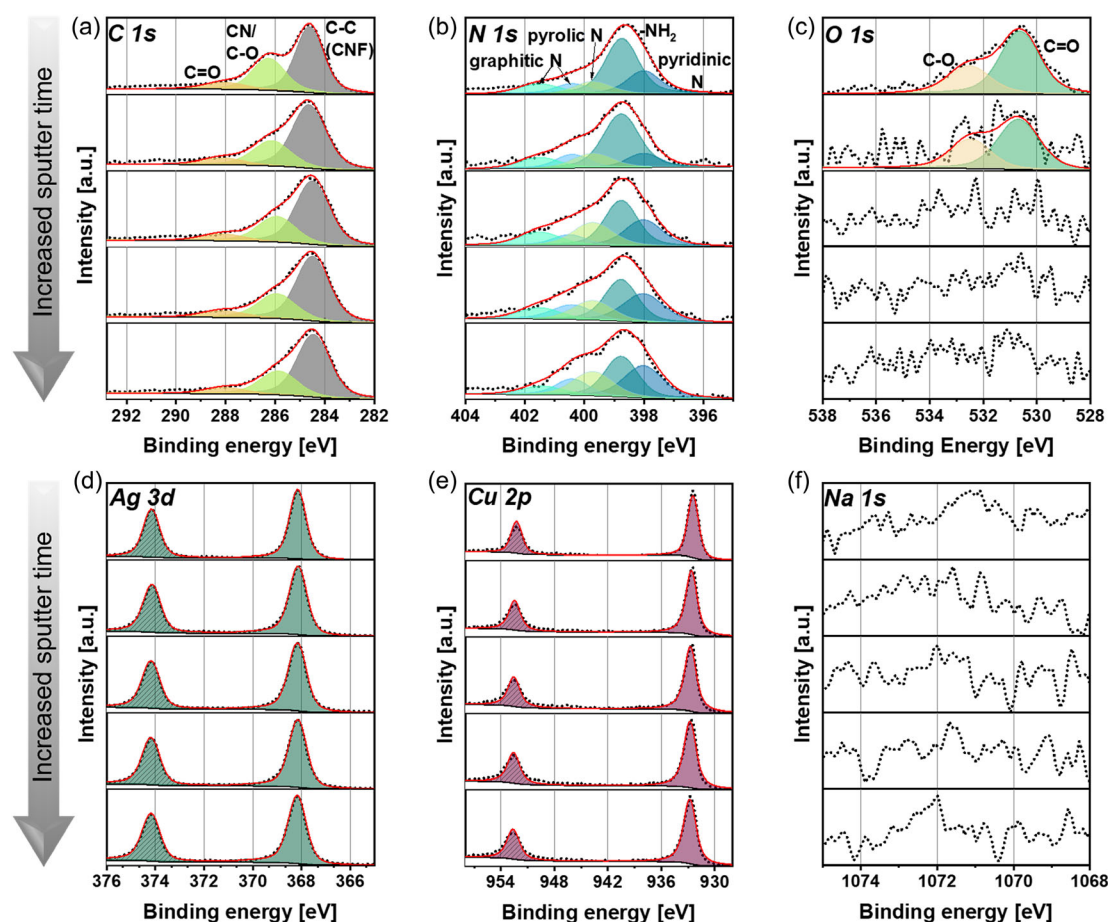 Increased sputter time
(a)
C 1s
CN/
C-O
C-C
(CNF)
C=O
Intensity [a.u.]
292 290 288 286 284 282
Binding energy [eV]
(b)
N 1s
pyrolic N
-NH₂
graphitic N
pyridinic
N
Intensity [a.u.]
404 402 400 398 396
Binding energy [eV]
(c)
O 1s
C-O
C=O
Intensity [a.u.]
538 536 534 532 530 528
Binding Energy [eV]
Increased sputter time
(d)
Ag 3d
Intensity [a.u.]
376 374 372 370 368 366
Binding energy [eV]
(e)
Cu 2p
Intensity [a.u.]
954 948 942 936 930
Binding energy [eV]
(f)
Na 1s
Intensity [a.u.]
1074 1072 1070 1068
Binding energy [eV]